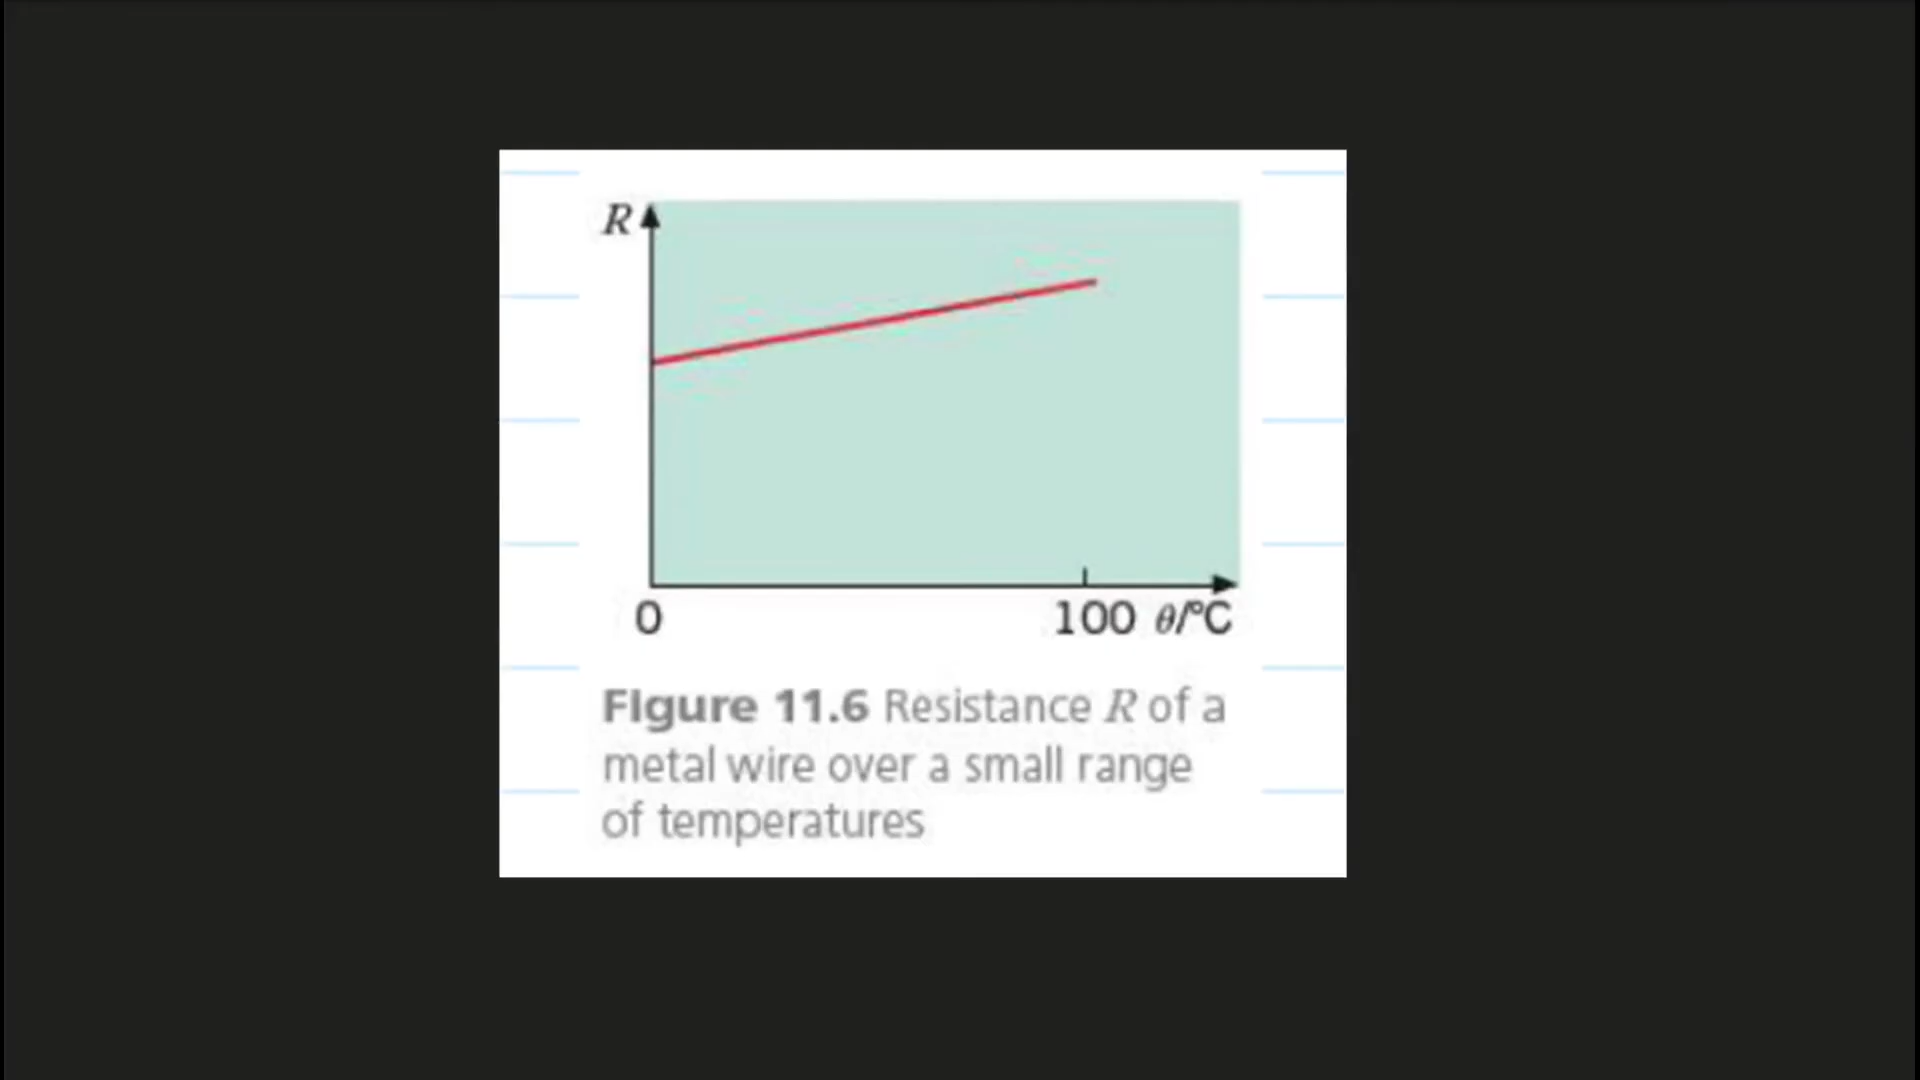 R
0
100 θ/°C
Figure 11.6 Resistance R of a
metal wire over a small range
of temperatures